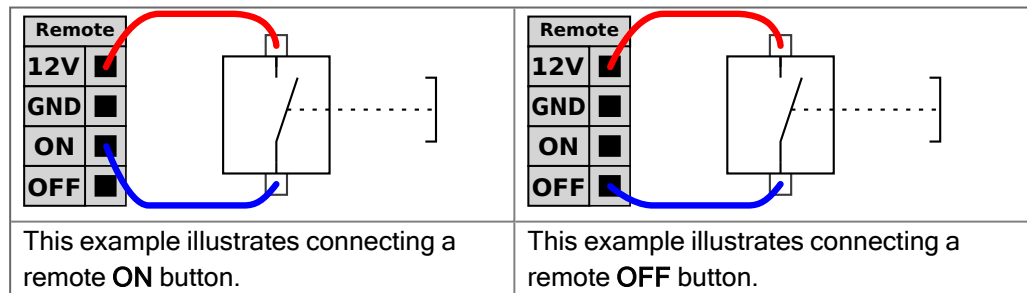 Remote
12V
GND
ON
OFF
This example illustrates connecting a
remote ON button.
Remote
12V
GND
ON
OFF
This example illustrates connecting a
remote OFF button.